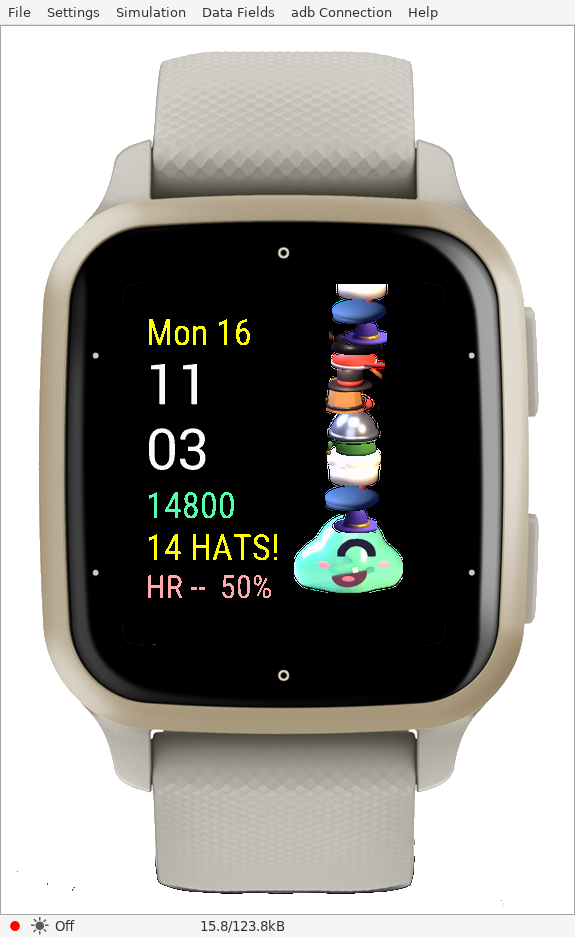 File Settings Simulation Data Fields adb Connection Help
Mon 16
11
03
14800
14 HATS!
HR -- 50%
Off 15.8/123.8kB